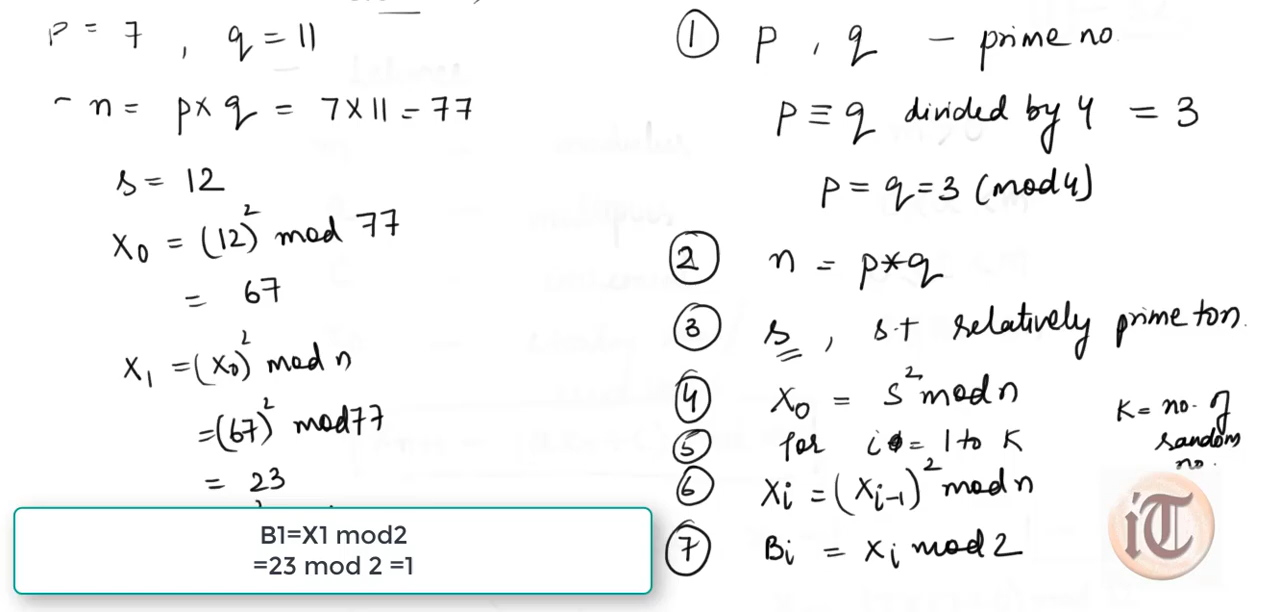 P = 7 , q = 11
- n = p × q = 7 × 11 = 77
s = 12
X₀ = (12)² mod 77
= 67
X₁ = (X₀)² mod n
= (67)² mod 77
= 23
B1=X1 mod2
=23 mod 2 =1
① P , q - prime no.
P ≡ q divided by 4 = 3
P = q = 3 (mod 4)
② n = p * q
③ s , s t relatively prime to n.
④ X₀ = s² mod n
⑤ for i = 1 to K
⑥ Xi = (Xi-1)² mod n
⑦ Bi = Xi mod 2
K = no. of
random
no.
iT